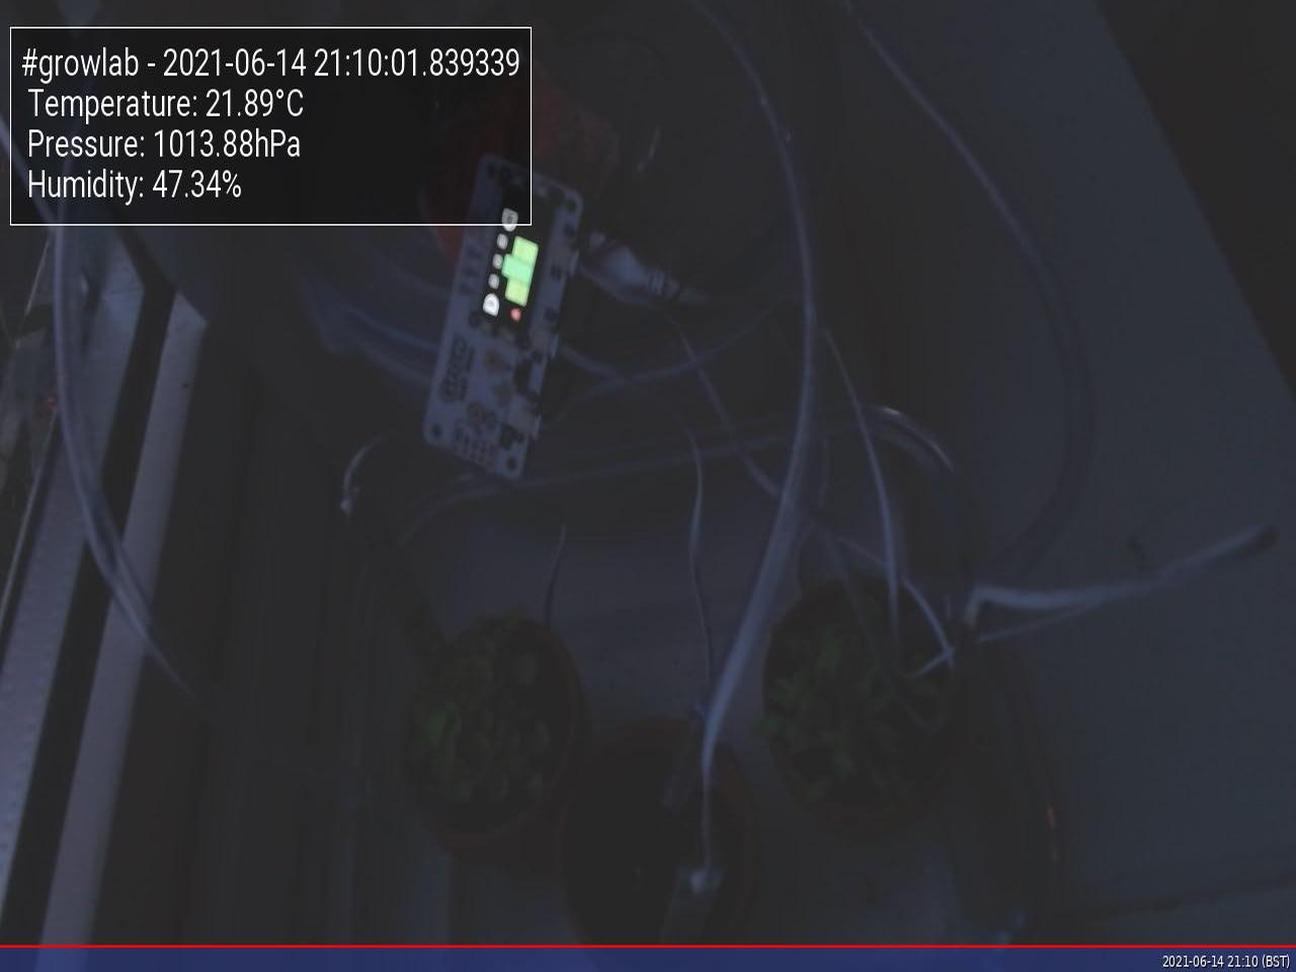 #growlab - 2021-06-14 21:10:01.839339
Temperature: 21.89°C
Pressure: 1013.88hPa
Humidity: 47.34%
2021-06-14 21:10 (BST)